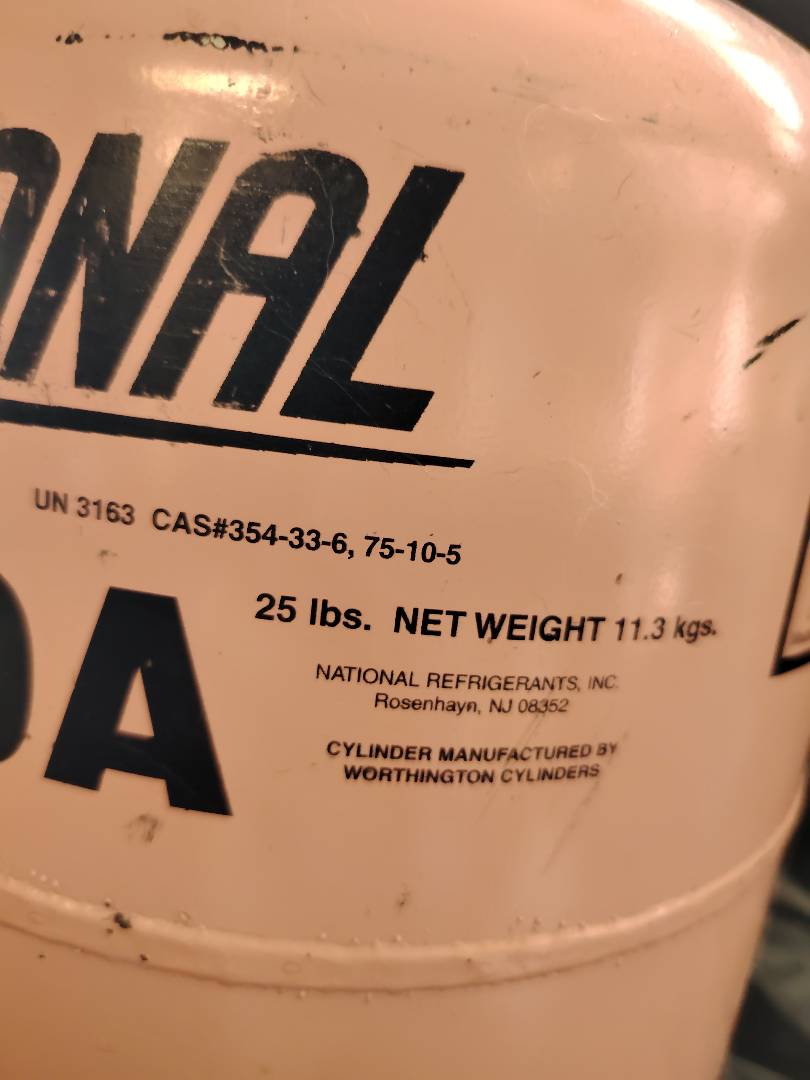 NAL
UN 3163 CAS#354-33-6, 75-10-5
0A
25 lbs. NET WEIGHT 11.3 kgs.
NATIONAL REFRIGERANTS, INC.
Rosenhayn, NJ 08352
CYLINDER MANUFACTURED BY
WORTHINGTON CYLINDERS